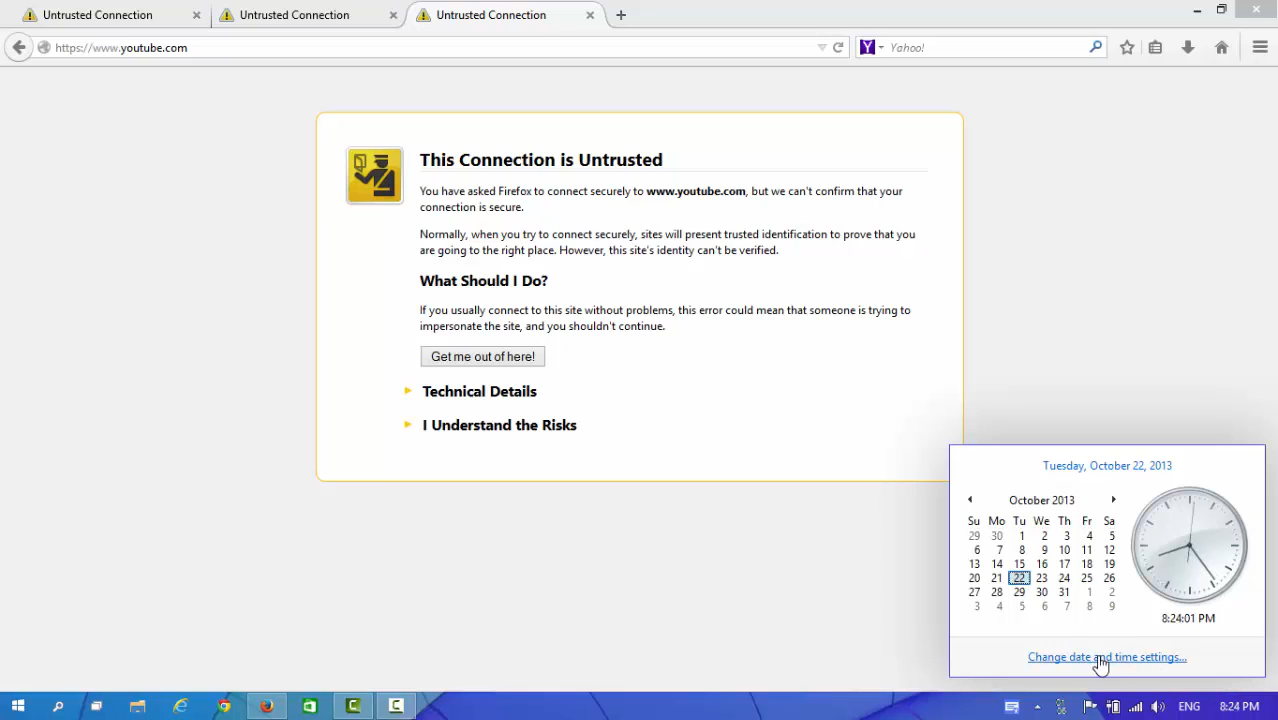 Untrusted Connection
Untrusted Connection
Untrusted Connection
https://www.youtube.com
Yahoo!
This Connection is Untrusted
You have asked Firefox to connect securely to www.youtube.com, but we can't confirm that your
connection is secure.
Normally, when you try to connect securely, sites will present trusted identification to prove that you
are going to the right place. However, this site's identity can't be verified.
What Should I Do?
If you usually connect to this site without problems, this error could mean that someone is trying to
impersonate the site, and you shouldn't continue.
Get me out of here!
Technical Details
I Understand the Risks
Tuesday, October 22, 2013
October 2013
Su Mo Tu We Th Fr Sa
29 30 1 2 3 4 5
6 7 8 9 10 11 12
13 14 15 16 17 18 19
20 21 22 23 24 25 26
27 28 29 30 31 1 2
3 4 5 6 7 8 9
8:24:01 PM
Change date and time settings...
ENG
8:24 PM